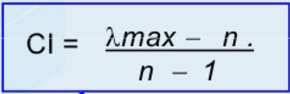 CI = λmax – n .
n – 1